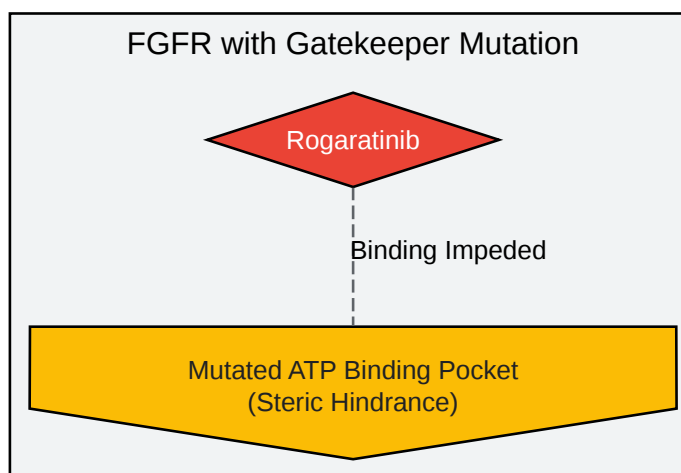 FGFR with Gatekeeper Mutation
Rogaratinib
Binding Impeded
Mutated ATP Binding Pocket
(Steric Hindrance)